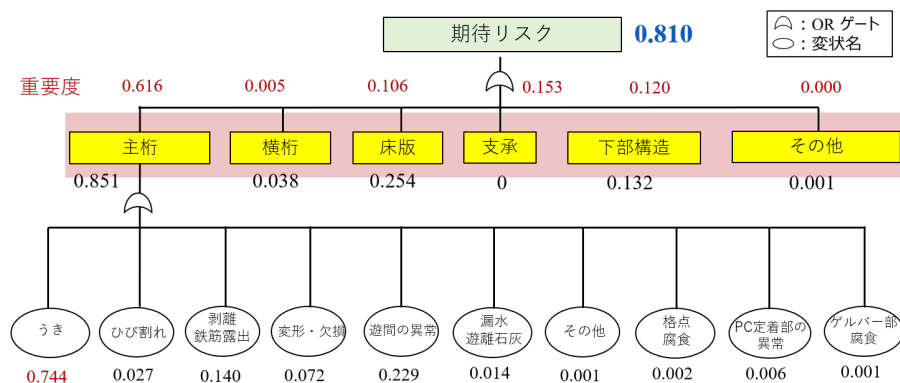 期待リスク
0.810
: OR ゲート
: 変状名
重要度
0.616
0.005
0.106
0.153
0.120
0.000
主桁
横桁
床版
支承
下部構造
その他
0.851
0.038
0.254
0
0.132
0.001
うき
ひび割れ
剥離
鉄筋露出
変形・欠損
遊間の異常
漏水
遊離石灰
その他
格点
腐食
PC定着部の
異常
ゲルバー部
腐食
0.744
0.027
0.140
0.072
0.229
0.014
0.001
0.002
0.006
0.001